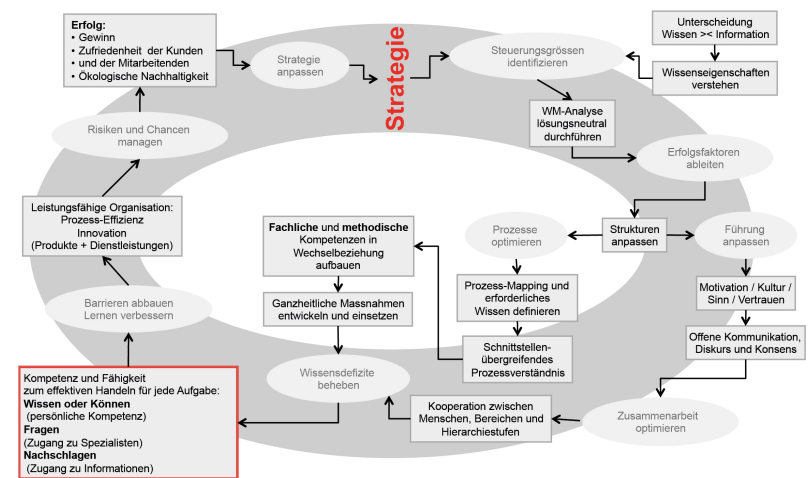 Erfolg:
• Gewinn
• Zufriedenheit der Kunden
• und der Mitarbeitenden
• Ökologische Nachhaltigkeit
Strategie
anpassen
Strategie
Steuerungsgrössen
identifizieren
Unterscheidung
Wissen >< Information
Wissenseigenschaften
verstehen
WM-Analyse
lösungsneutral
durchführen
Erfolgsfaktoren
ableiten
Strukturen
anpassen
Führung
anpassen
Motivation / Kultur /
Sinn / Vertrauen
Offene Kommunikation,
Diskurs und Konsens
Zusammenarbeit
optimieren
Kooperation zwischen
Menschen, Bereichen und
Hierarchiestufen
Prozesse
optimieren
Prozess-Mapping und
erforderliches
Wissen definieren
Schnittstellen-
übergreifendes
Prozessverständnis
Fachliche und methodische
Kompetenzen in
Wechselbeziehung
aufbauen
Ganzheitliche Massnahmen
entwickeln und einsetzen
Wissensdefizite
beheben
Kompetenz und Fähigkeit
zum effektiven Handeln für jede Aufgabe:
Wissen oder Können
(persönliche Kompetenz)
Fragen
(Zugang zu Spezialisten)
Nachschlagen
(Zugang zu Informationen)
Barrieren abbauen
Lernen verbessern
Leistungsfähige Organisation:
Prozess-Effizienz
Innovation
(Produkte + Dienstleistungen)
Risiken und Chancen
managen